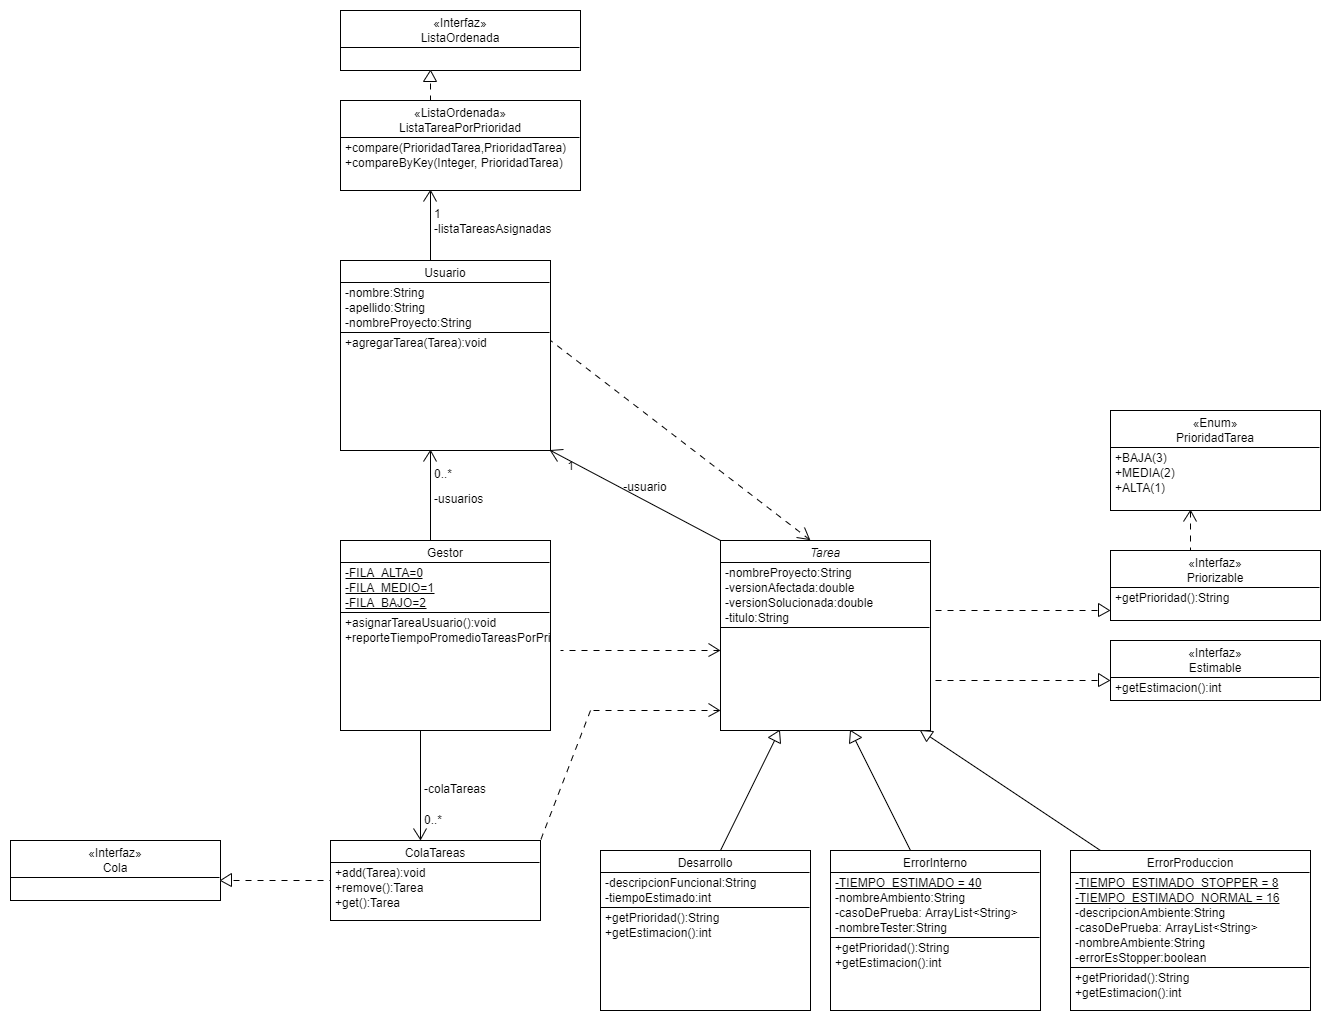 «Interfaz»
ListaOrdenada
«ListaOrdenada»
ListaTareaPorPrioridad
+compare(PrioridadTarea,PrioridadTarea)
+compareByKey(Integer, PrioridadTarea)
1
-listaTareasAsignadas
Usuario
-nombre:String
-apellido:String
-nombreProyecto:String
+agregarTarea(Tarea):void
0..*
-usuarios
1
-usuario
«Enum»
PrioridadTarea
+BAJA(3)
+MEDIA(2)
+ALTA(1)
Gestor
-FILA_ALTA=0
-FILA_MEDIO=1
-FILA_BAJO=2
+asignarTareaUsuario():void
+reporteTiempoPromedioTareasPorPri
Tarea
-nombreProyecto:String
-versionAfectada:double
-versionSolucionada:double
-titulo:String
«Interfaz»
Priorizable
+getPrioridad():String
«Interfaz»
Estimable
+getEstimacion():int
-colaTareas
0..*
«Interfaz»
Cola
ColaTareas
+add(Tarea):void
+remove():Tarea
+get():Tarea
Desarrollo
-descripcionFuncional:String
-tiempoEstimado:int
+getPrioridad():String
+getEstimacion():int
ErrorInterno
-TIEMPO_ESTIMADO = 40
-nombreAmbiento:String
-casoDePrueba: ArrayList<String>
-nombreTester:String
+getPrioridad():String
+getEstimacion():int
ErrorProduccion
-TIEMPO_ESTIMADO_STOPPER = 8
-TIEMPO_ESTIMADO_NORMAL = 16
-descripcionAmbiente:String
-casoDePrueba: ArrayList<String>
-nombreAmbiente:String
-errorEsStopper:boolean
+getPrioridad():String
+getEstimacion():int